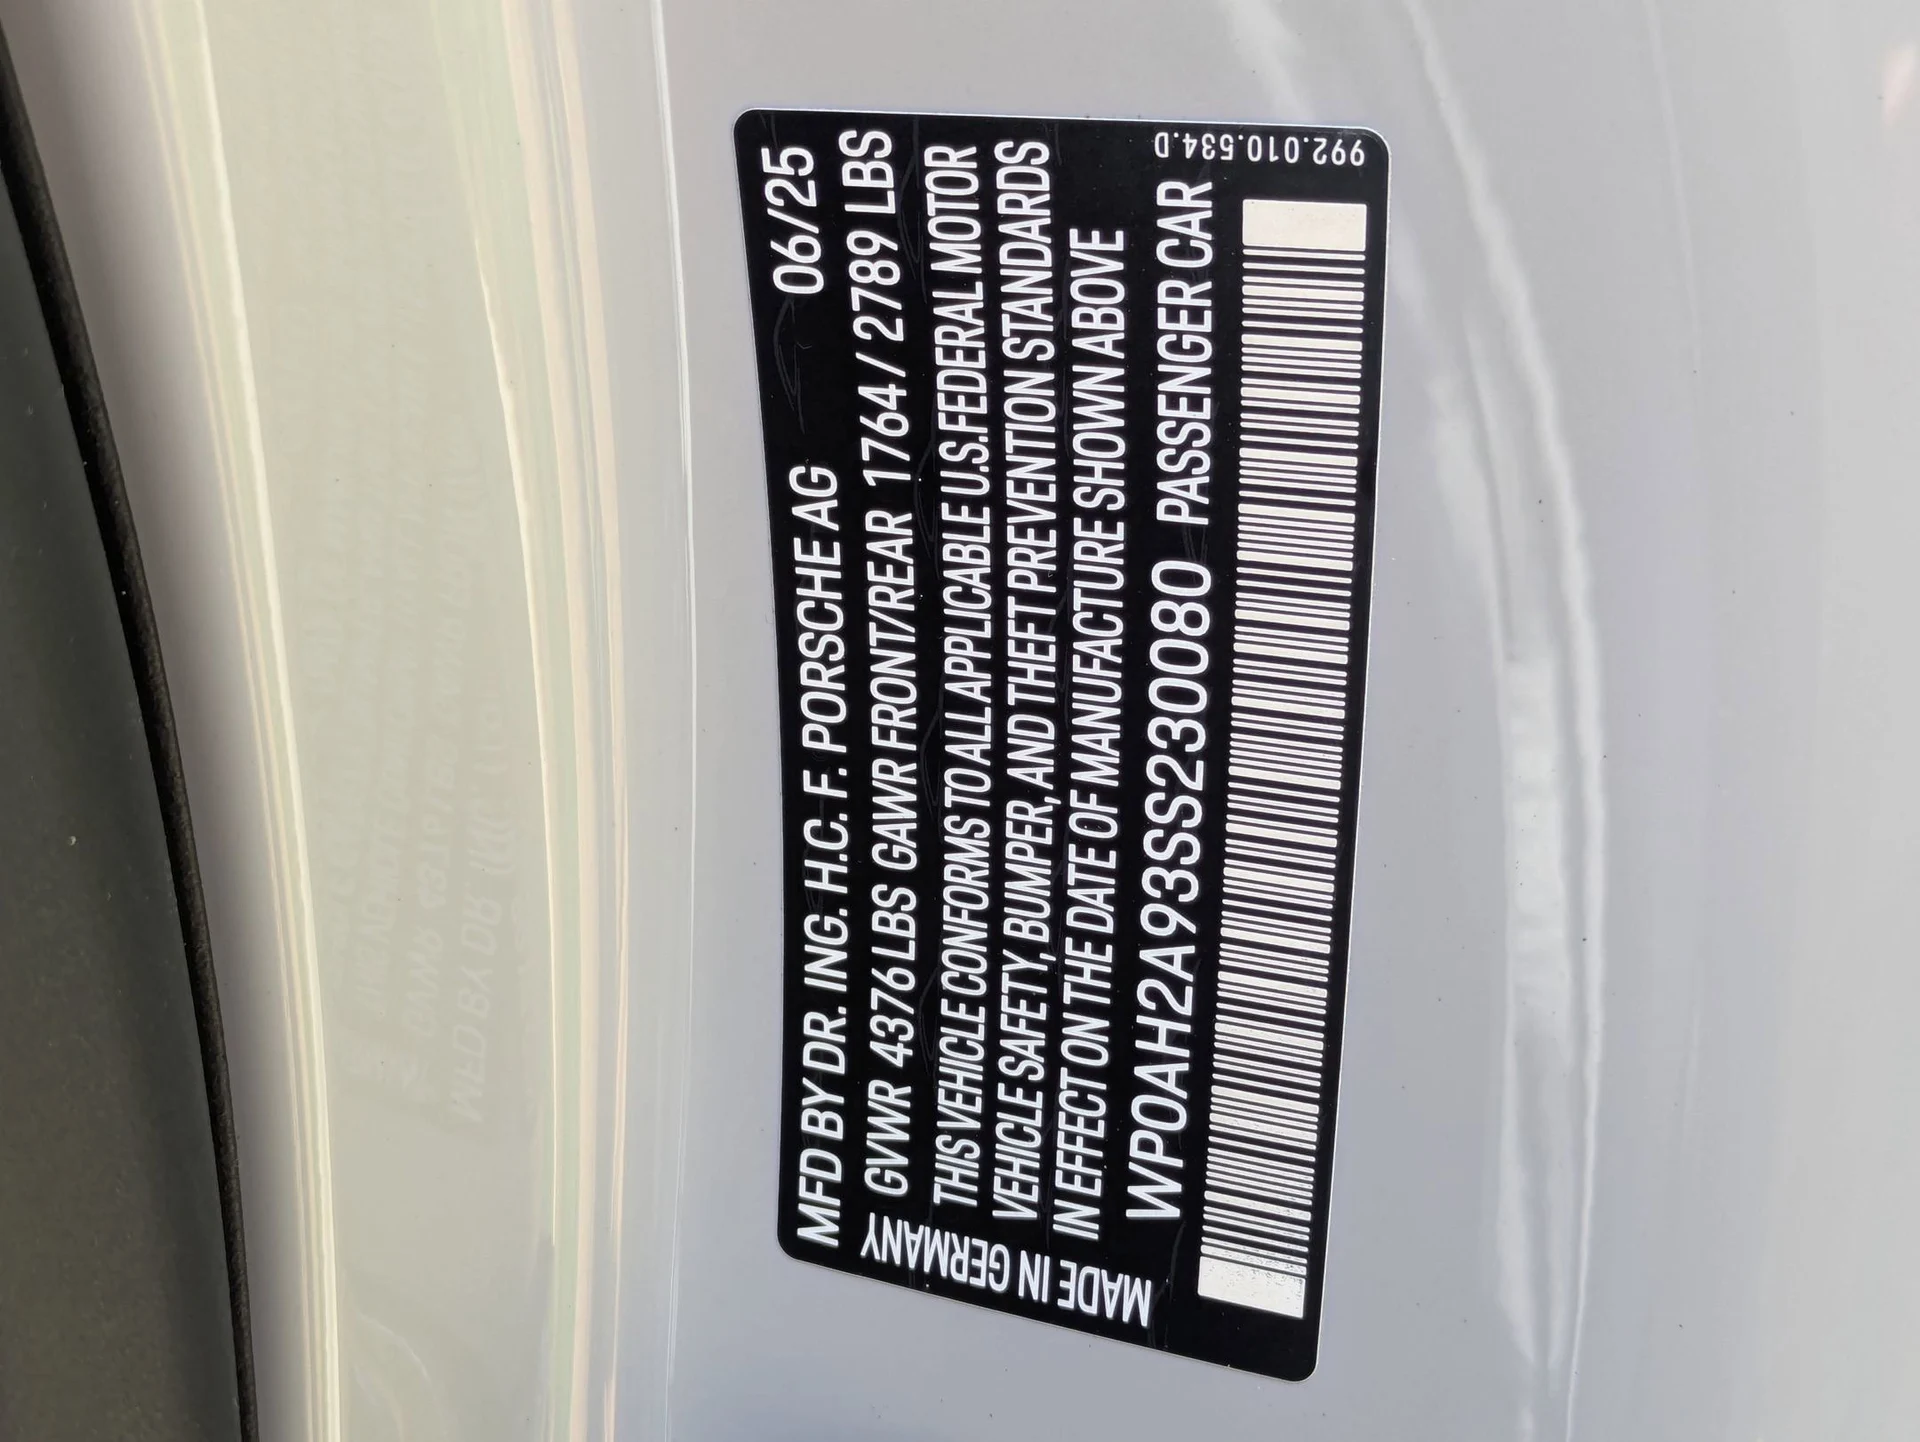 MFD BY DR. ING. H.C. F. PORSCHE AG 06/25
GVWR 4376 LBS GAWR FRONT/REAR 1764 / 2789 LBS
THIS VEHICLE CONFORMS TO ALL APPLICABLE U.S.FEDERAL MOTOR
VEHICLE SAFETY, BUMPER, AND THEFT PREVENTION STANDARDS
IN EFFECT ON THE DATE OF MANUFACTURE SHOWN ABOVE
WP0AH2A93SS230080 PASSENGER CAR
MADE IN GERMANY
992.010.534.D